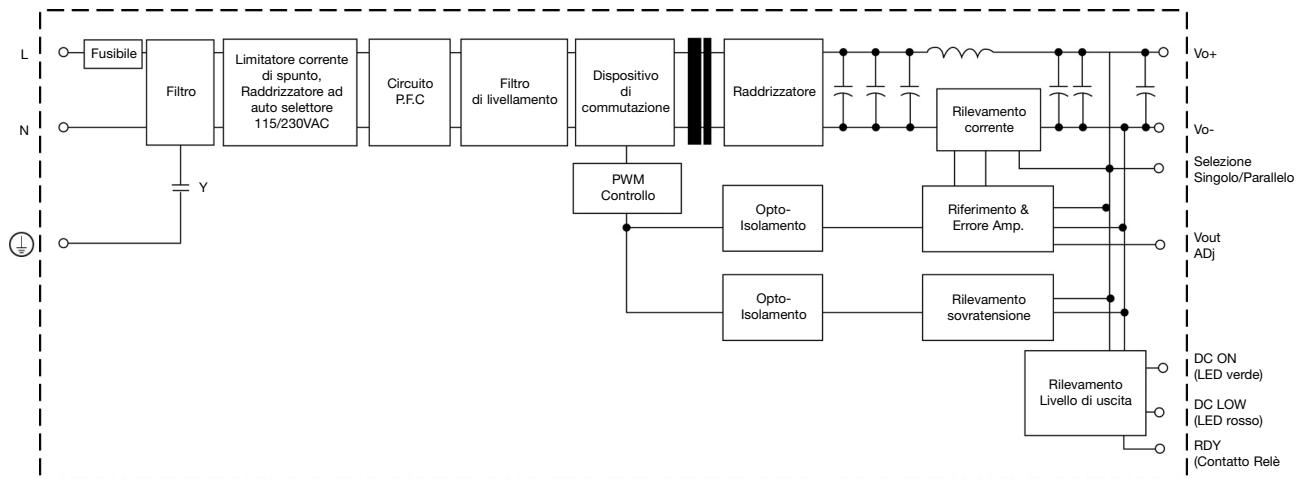 L
Fusibile
Filtro
Limitatore corrente
di spunto,
Raddrizzatore ad
auto selettore
115/230VAC
Circuito
P.F.C
Filtro
di livellamento
Dispositivo
di
commutazione
Raddrizzatore
Vo+
N
Rilevamento
corrente
Vo-
Y
PWM
Controllo
Selezione
Singolo/Parallelo
Opto-
Isolamento
Riferimento &
Errore Amp.
Vout
ADj
Opto-
Isolamento
Rilevamento
sovratensione
Rilevamento
Livello di uscita
DC ON
(LED verde)
DC LOW
(LED rosso)
RDY
(Contatto Relè